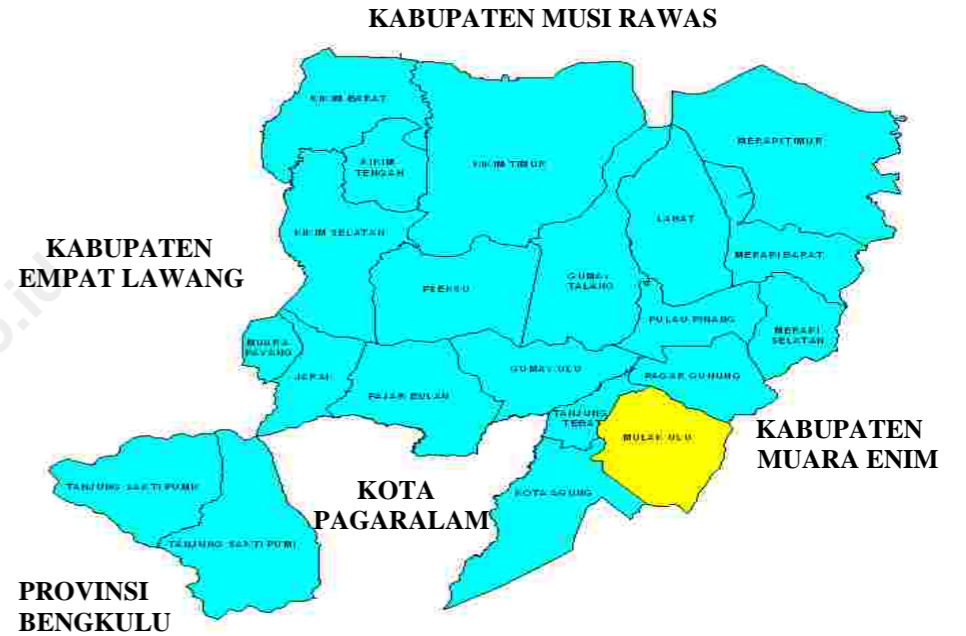 KABUPATEN MUSI RAWAS
KIKIM BARAT
MERAPI TIMUR
KIKIM
TENGAH
KIKIM TIMUR
LAHAT
KIKIM SELATAN
KABUPATEN
EMPAT LAWANG
MERAPI BARAT
GUMAY
TALANG
PULAU PINANG
MERAPI
SELATAN
MUARA
PAYANG
JARAI
GUMAY ULU
PAGAR GUNUNG
PAJAR BULAN
TANJUNG
TEBAT
MULAK ULU
KABUPATEN
MUARA ENIM
KOTA
PAGARALAM
KOTA AGUNG
TANJUNG SAKTI PUMU
TANJUNG SAKTI PUMI
PROVINSI
BENGKULU